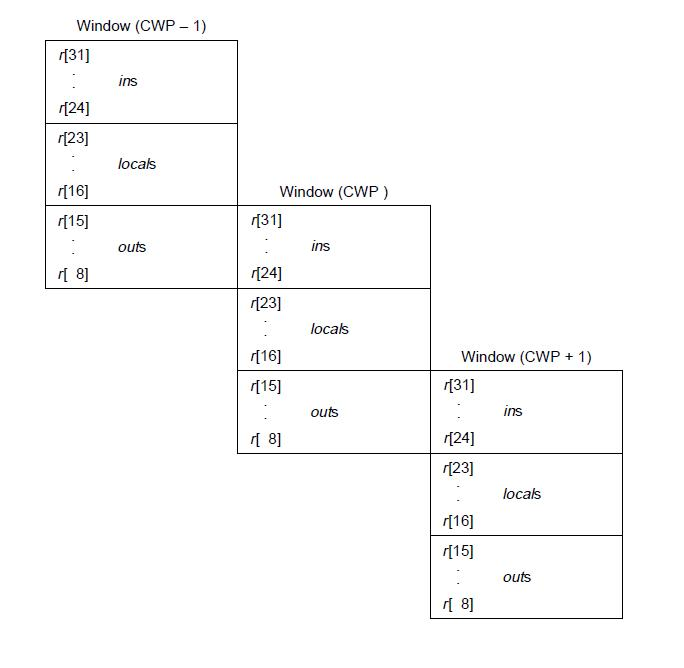 Window (CWP – 1)
r[31]
⋮ ins
r[24]
r[23]
⋮ locals
r[16]
r[15]
⋮ outs
r[ 8]
Window (CWP )
r[31]
⋮ ins
r[24]
r[23]
⋮ locals
r[16]
r[15]
⋮ outs
r[ 8]
Window (CWP + 1)
r[31]
⋮ ins
r[24]
r[23]
⋮ locals
r[16]
r[15]
⋮ outs
r[ 8]